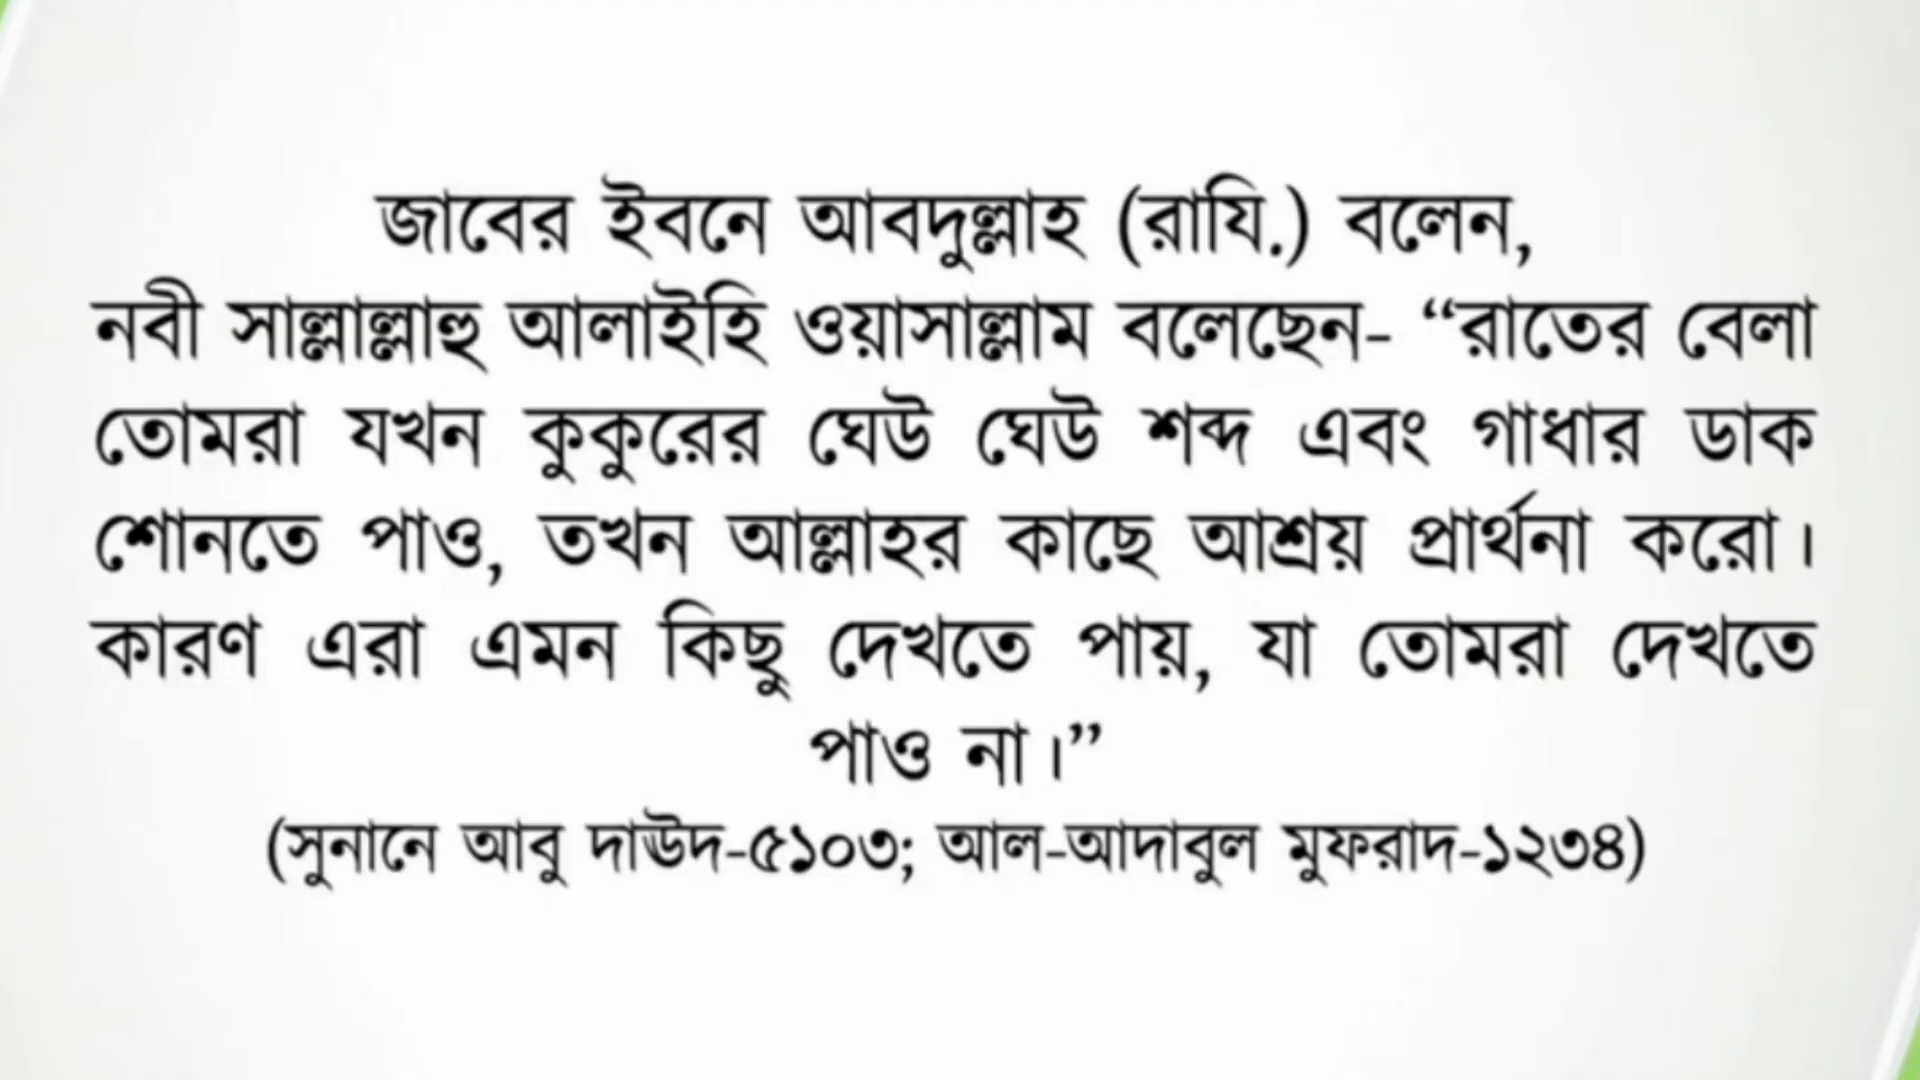 জাবের ইবনে আবদুল্লাহ (রাযি.) বলেন,
নবী সাল্লাল্লাহু আলাইহি ওয়াসাল্লাম বলেছেন- “রাতের বেলা
তোমরা যখন কুকুরের ঘেউ ঘেউ শব্দ এবং গাধার ডাক
শোনতে পাও, তখন আল্লাহর কাছে আশ্রয় প্রার্থনা করো।
কারণ এরা এমন কিছু দেখতে পায়, যা তোমরা দেখতে
পাও না।”
(সুনানে আবু দাঊদ-৫১০৩; আল-আদাবুল মুফরাদ-১২৩৪)